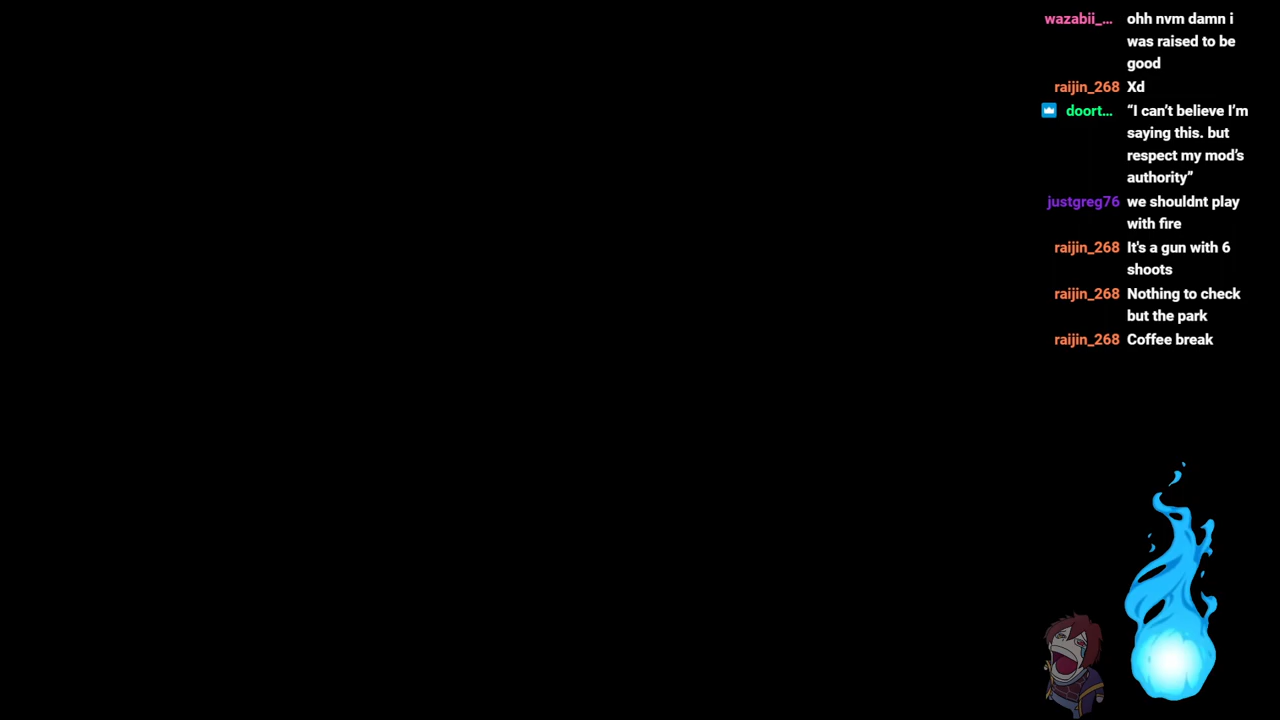 wazabii_... ohh nvm damn i
was raised to be
good
raijin_268 Xd
doort... “I can’t believe I’m
saying this. but
respect my mod’s
authority”
justgreg76 we shouldnt play
with fire
raijin_268 It's a gun with 6
shoots
raijin_268 Nothing to check
but the park
raijin_268 Coffee break